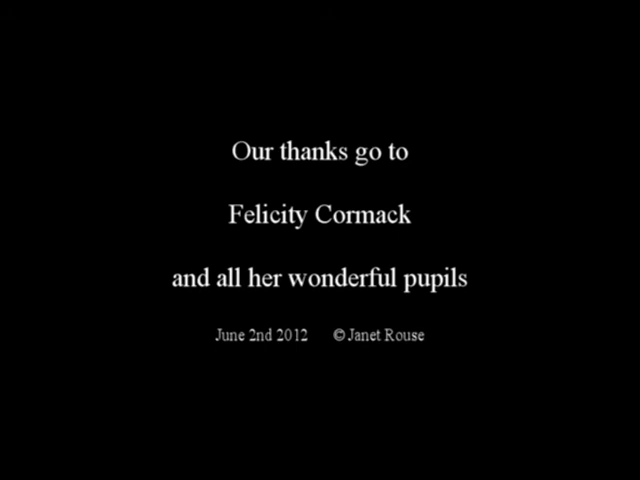 Our thanks go to
Felicity Cormack
and all her wonderful pupils
June 2nd 2012 © Janet Rouse